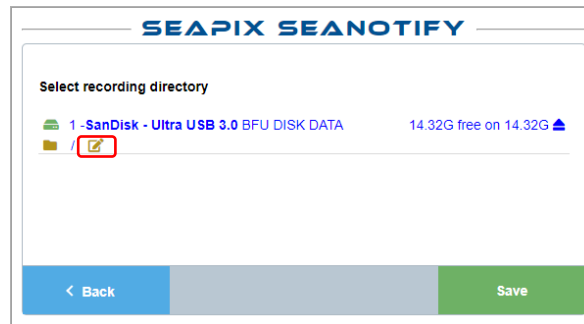 SEAPIX SEANOTIFY
Select recording directory
1 -SanDisk - Ultra USB 3.0 BFU DISK DATA 14.32G free on 14.32G
/
< Back
Save